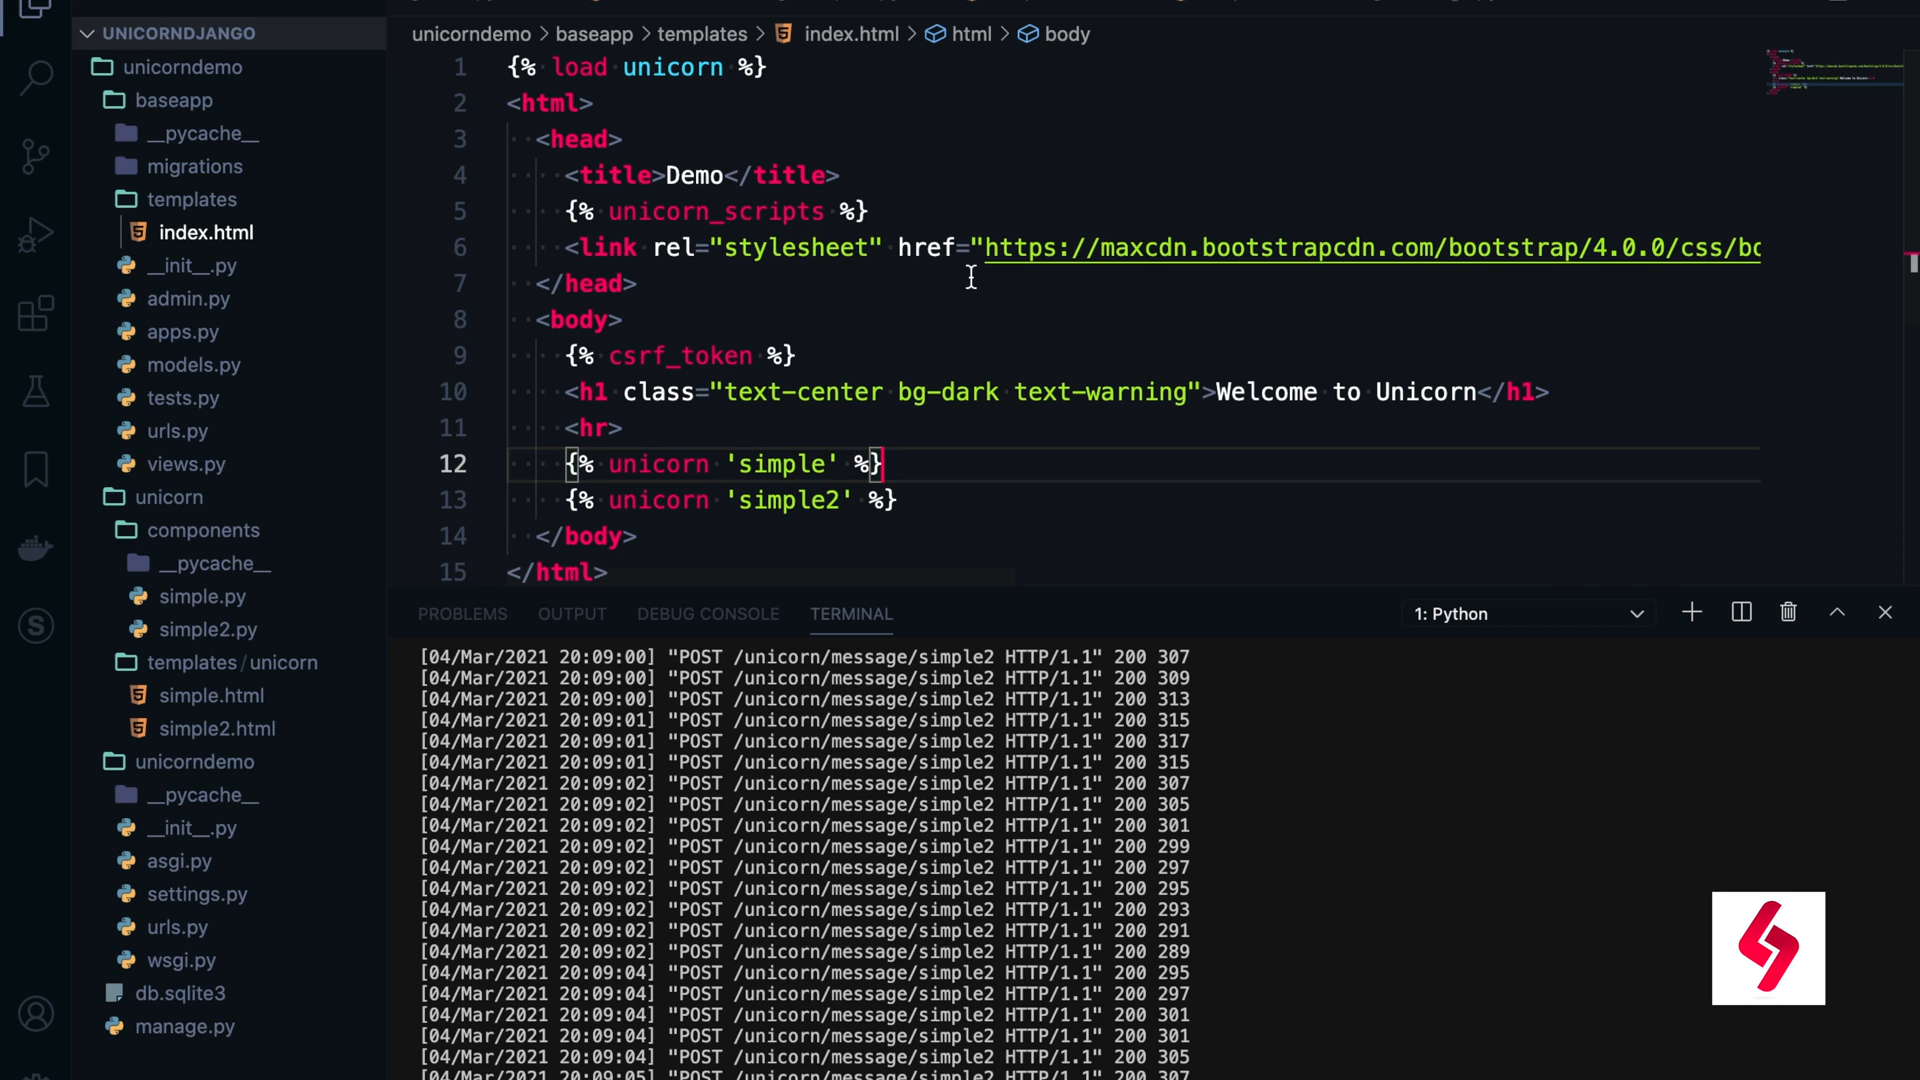 UNICORNDJANGO
unicorndemo
baseapp
__pycache__
migrations
templates
index.html
__init__.py
admin.py
apps.py
models.py
tests.py
urls.py
views.py
unicorn
components
__pycache__
simple.py
simple2.py
templates/unicorn
simple.html
simple2.html
unicorndemo
__pycache__
__init__.py
asgi.py
settings.py
urls.py
wsgi.py
db.sqlite3
manage.py
unicorndemo > baseapp > templates > index.html > html > body
1 {% load unicorn %}
2 <html>
3 <head>
4 <title>Demo</title>
5 {% unicorn_scripts %}
6 <link rel="stylesheet" href="https://maxcdn.bootstrapcdn.com/bootstrap/4.0.0/css/bo
7 </head>
8 <body>
9 {% csrf_token %}
10 <h1 class="text-center bg-dark text-warning">Welcome to Unicorn</h1>
11 <hr>
12 {% unicorn 'simple' %}
13 {% unicorn 'simple2' %}
14 </body>
15 </html>
PROBLEMS OUTPUT DEBUG CONSOLE TERMINAL 1: Python
[04/Mar/2021 20:09:00] "POST /unicorn/message/simple2 HTTP/1.1" 200 307
[04/Mar/2021 20:09:00] "POST /unicorn/message/simple2 HTTP/1.1" 200 309
[04/Mar/2021 20:09:00] "POST /unicorn/message/simple2 HTTP/1.1" 200 313
[04/Mar/2021 20:09:01] "POST /unicorn/message/simple2 HTTP/1.1" 200 315
[04/Mar/2021 20:09:01] "POST /unicorn/message/simple2 HTTP/1.1" 200 317
[04/Mar/2021 20:09:01] "POST /unicorn/message/simple2 HTTP/1.1" 200 315
[04/Mar/2021 20:09:02] "POST /unicorn/message/simple2 HTTP/1.1" 200 307
[04/Mar/2021 20:09:02] "POST /unicorn/message/simple2 HTTP/1.1" 200 305
[04/Mar/2021 20:09:02] "POST /unicorn/message/simple2 HTTP/1.1" 200 301
[04/Mar/2021 20:09:02] "POST /unicorn/message/simple2 HTTP/1.1" 200 299
[04/Mar/2021 20:09:02] "POST /unicorn/message/simple2 HTTP/1.1" 200 297
[04/Mar/2021 20:09:02] "POST /unicorn/message/simple2 HTTP/1.1" 200 295
[04/Mar/2021 20:09:02] "POST /unicorn/message/simple2 HTTP/1.1" 200 293
[04/Mar/2021 20:09:02] "POST /unicorn/message/simple2 HTTP/1.1" 200 291
[04/Mar/2021 20:09:02] "POST /unicorn/message/simple2 HTTP/1.1" 200 289
[04/Mar/2021 20:09:04] "POST /unicorn/message/simple2 HTTP/1.1" 200 295
[04/Mar/2021 20:09:04] "POST /unicorn/message/simple2 HTTP/1.1" 200 297
[04/Mar/2021 20:09:04] "POST /unicorn/message/simple2 HTTP/1.1" 200 301
[04/Mar/2021 20:09:04] "POST /unicorn/message/simple2 HTTP/1.1" 200 301
[04/Mar/2021 20:09:04] "POST /unicorn/message/simple2 HTTP/1.1" 200 305
[04/Mar/2021 20:09:05] "POST /unicorn/message/simple2 HTTP/1.1" 200 307